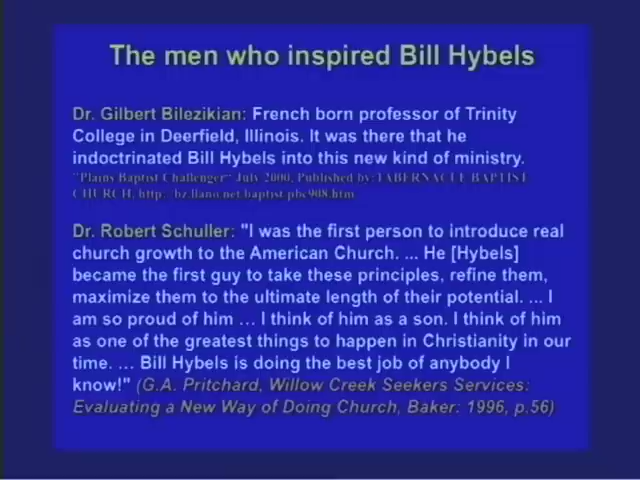 The men who inspired Bill Hybels
Dr. Gilbert Bilezikian: French born professor of Trinity
College in Deerfield, Illinois. It was there that he
indoctrinated Bill Hybels into this new kind of ministry.
"Plains Baptist Challenger" July 2000, Published by:TABERNACLE BAPTIST
CHURCH,
Dr. Robert Schuller: "I was the first person to introduce real
church growth to the American Church. ... He [Hybels]
became the first guy to take these principles, refine them,
maximize them to the ultimate length of their potential. ... I
am so proud of him ... I think of him as a son. I think of him
as one of the greatest things to happen in Christianity in our
time. ... Bill Hybels is doing the best job of anybody I
know!" (G.A. Pritchard, Willow Creek Seekers Services:
Evaluating a New Way of Doing Church, Baker: 1996, p.56)